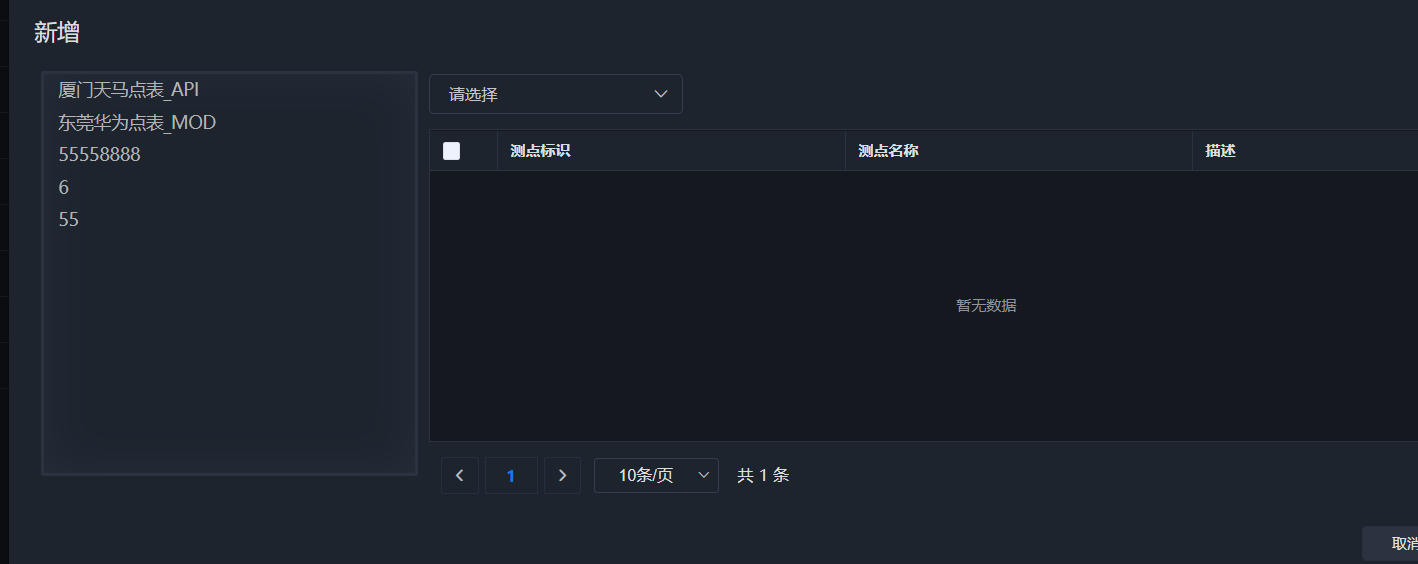 新增
厦门天马点表_API
东莞华为点表_MOD
55558888
6
55
请选择
测点标识 测点名称 描述
暂无数据
1 10条/页 共 1 条
取消